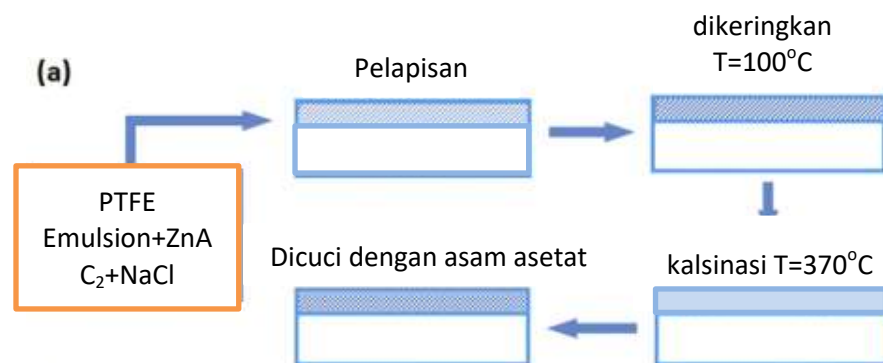 (a)
Pelapisan
dikeringkan
T=100°C
PTFE
Emulsion+ZnA
C₂+NaCl
Dicuci dengan asam asetat
kalsinasi T=370°C